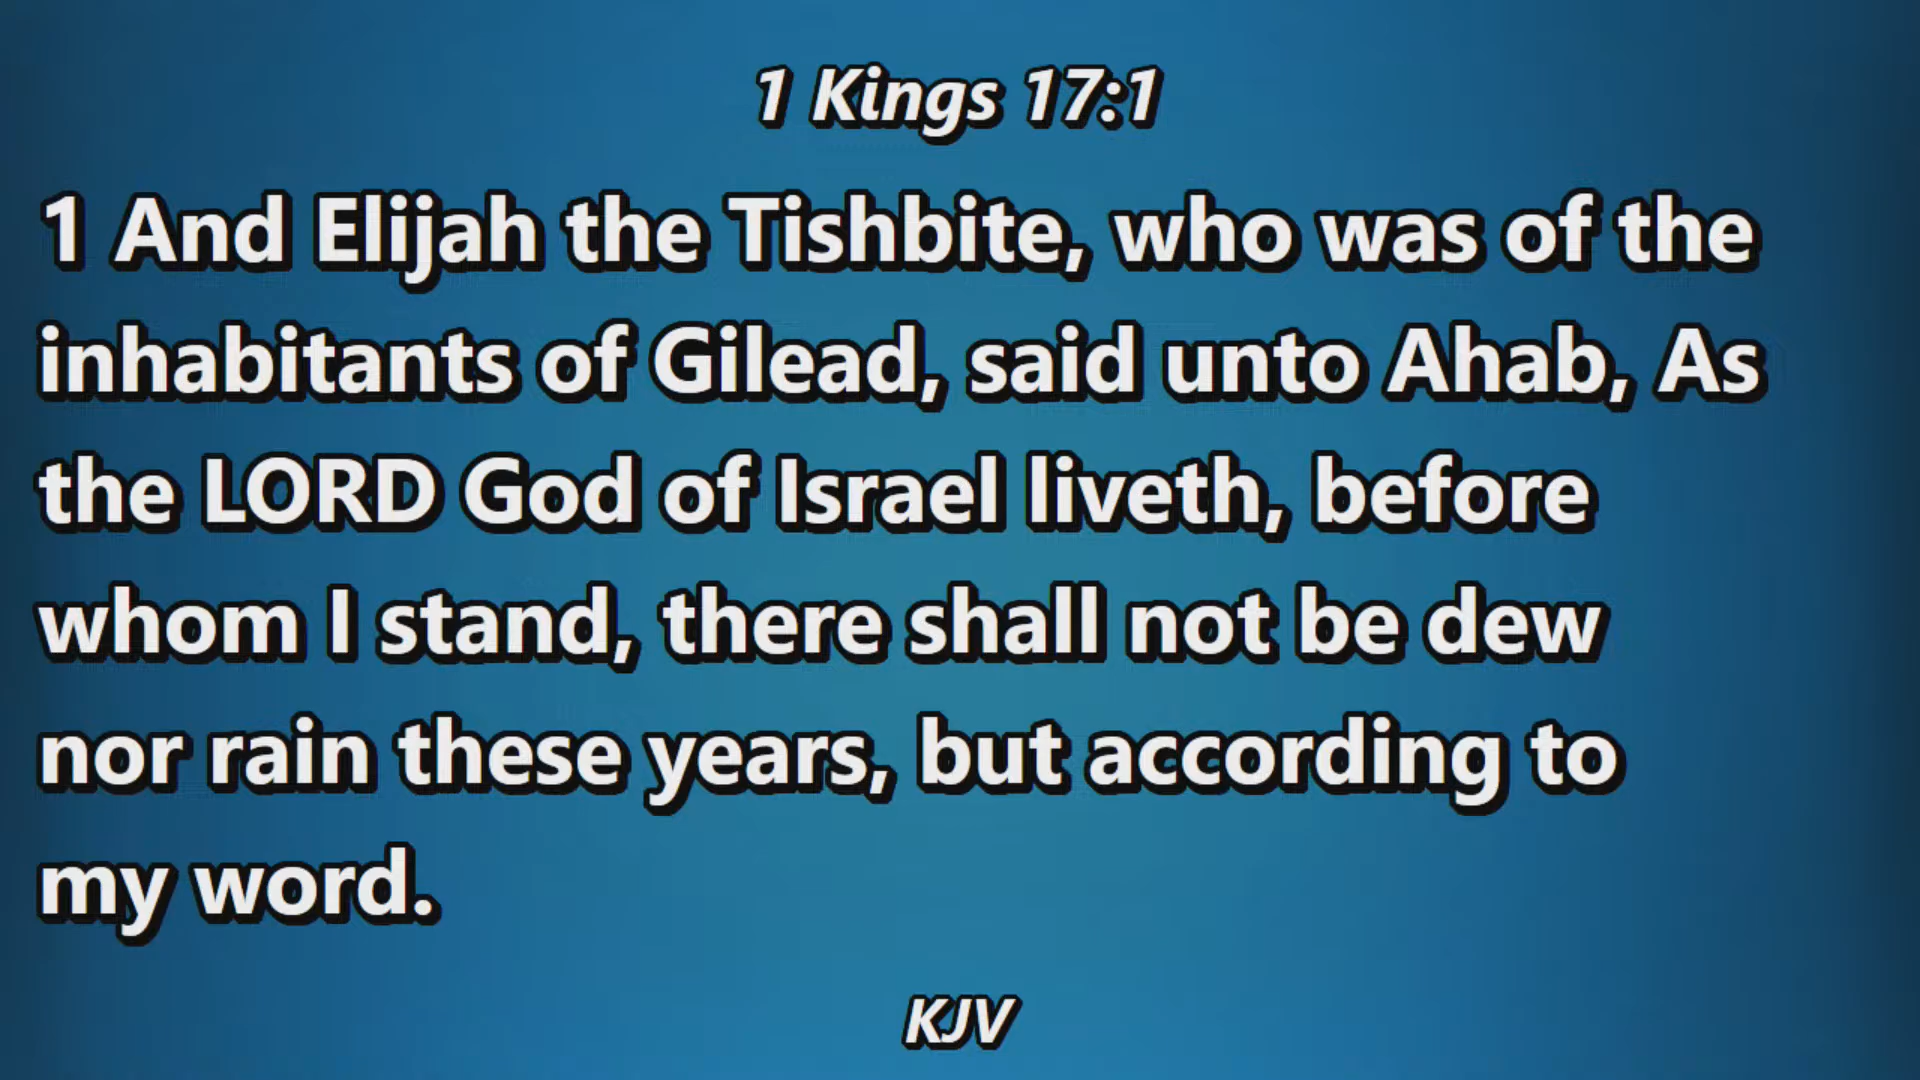 1 Kings 17:1
1 And Elijah the Tishbite, who was of the
inhabitants of Gilead, said unto Ahab, As
the LORD God of Israel liveth, before
whom I stand, there shall not be dew
nor rain these years, but according to
my word.
KJV